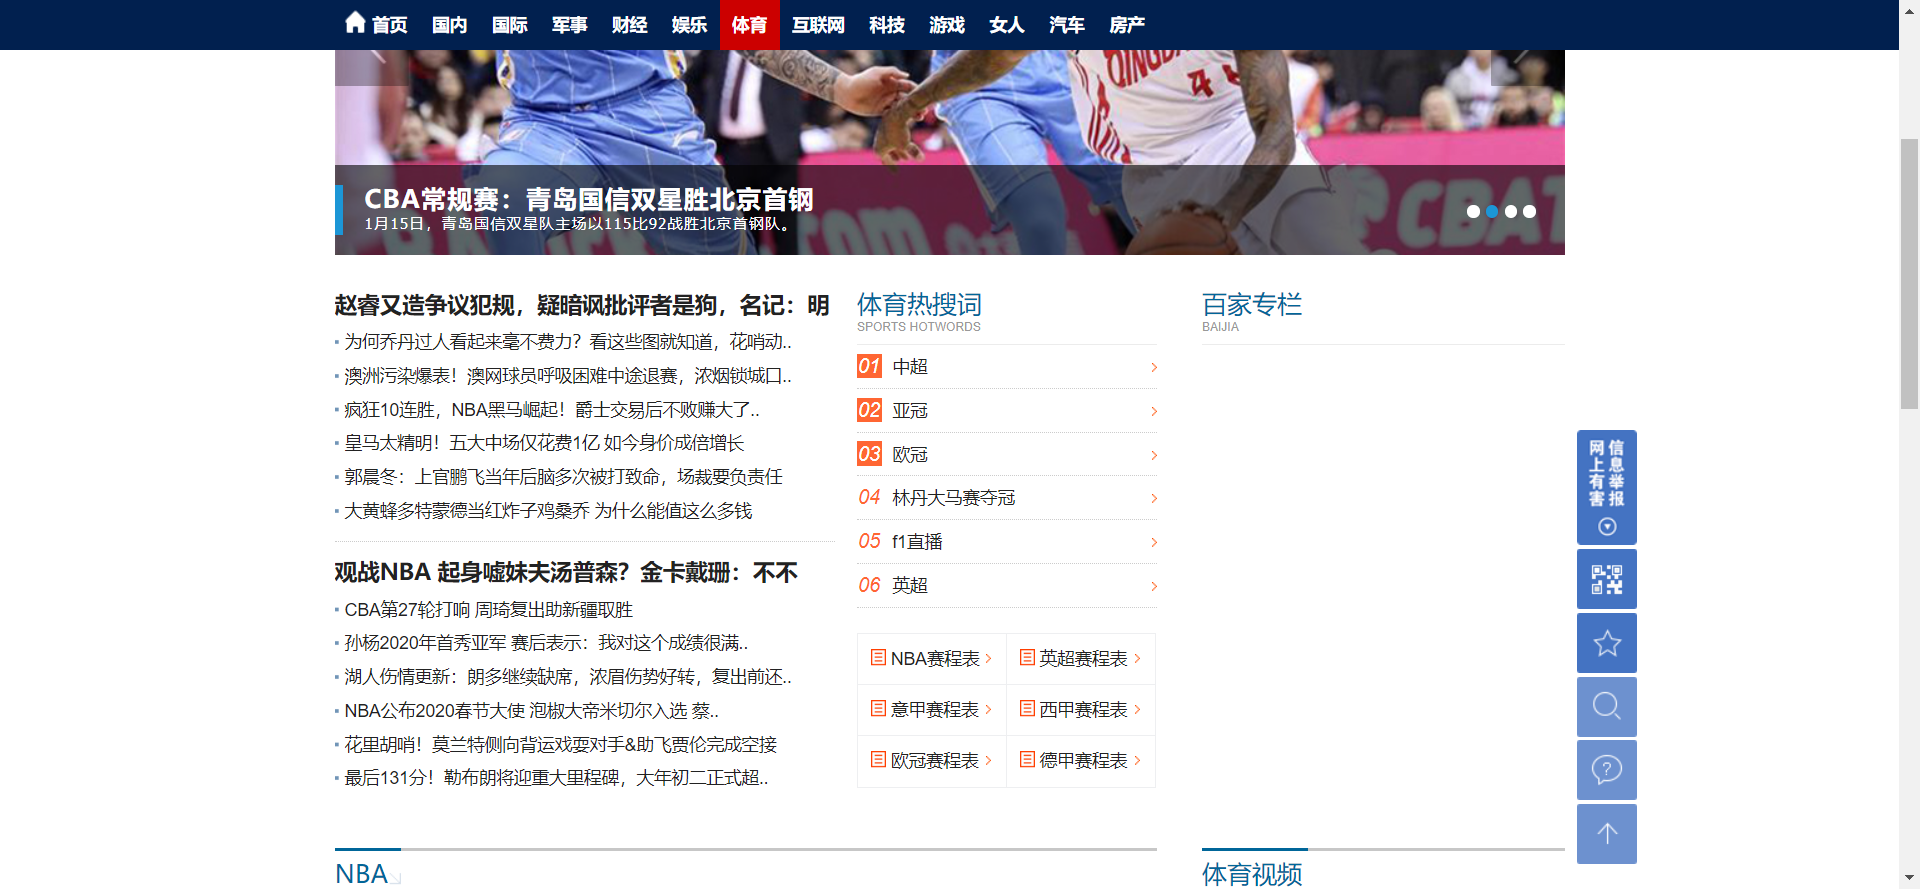 首页 国内 国际 军事 财经 娱乐 体育 互联网 科技 游戏 女人 汽车 房产
CBA常规赛：青岛国信双星胜北京首钢
1月15日，青岛国信双星队主场以115比92战胜北京首钢队。
赵睿又造争议犯规，疑暗讽批评者是狗，名记：明
为何乔丹过人看起来毫不费力？看这些图就知道，花哨动..
澳洲污染爆表！澳网球员呼吸困难中途退赛，浓烟锁城囗..
疯狂10连胜，NBA黑马崛起！爵士交易后不败赚大了..
皇马太精明！五大中场仅花费1亿 如今身价成倍增长
郭晨冬：上官鹏飞当年后脑多次被打致命，场裁要负责任
大黄蜂多特蒙德当红炸子鸡桑乔 为什么能值这么多钱
观战NBA 起身嘘妹夫汤普森？金卡戴珊：不不
CBA第27轮打响 周琦复出助新疆取胜
孙杨2020年首秀亚军 赛后表示：我对这个成绩很满..
湖人伤情更新：朗多继续缺席，浓眉伤势好转，复出前还..
NBA公布2020春节大使 泡椒大帝米切尔入选 蔡..
花里胡哨！莫兰特侧向背运戏耍对手&助飞贾伦完成空接
最后131分！勒布朗将迎重大里程碑，大年初二正式超..
体育热搜词
SPORTS HOTWORDS
01 中超
02 亚冠
03 欧冠
04 林丹大马赛夺冠
05 f1直播
06 英超
NBA赛程表 英超赛程表
意甲赛程表 西甲赛程表
欧冠赛程表 德甲赛程表
百家专栏
BAIJIA
网上有害
信息举报
NBA
体育视频
QINGD
4
CBAT